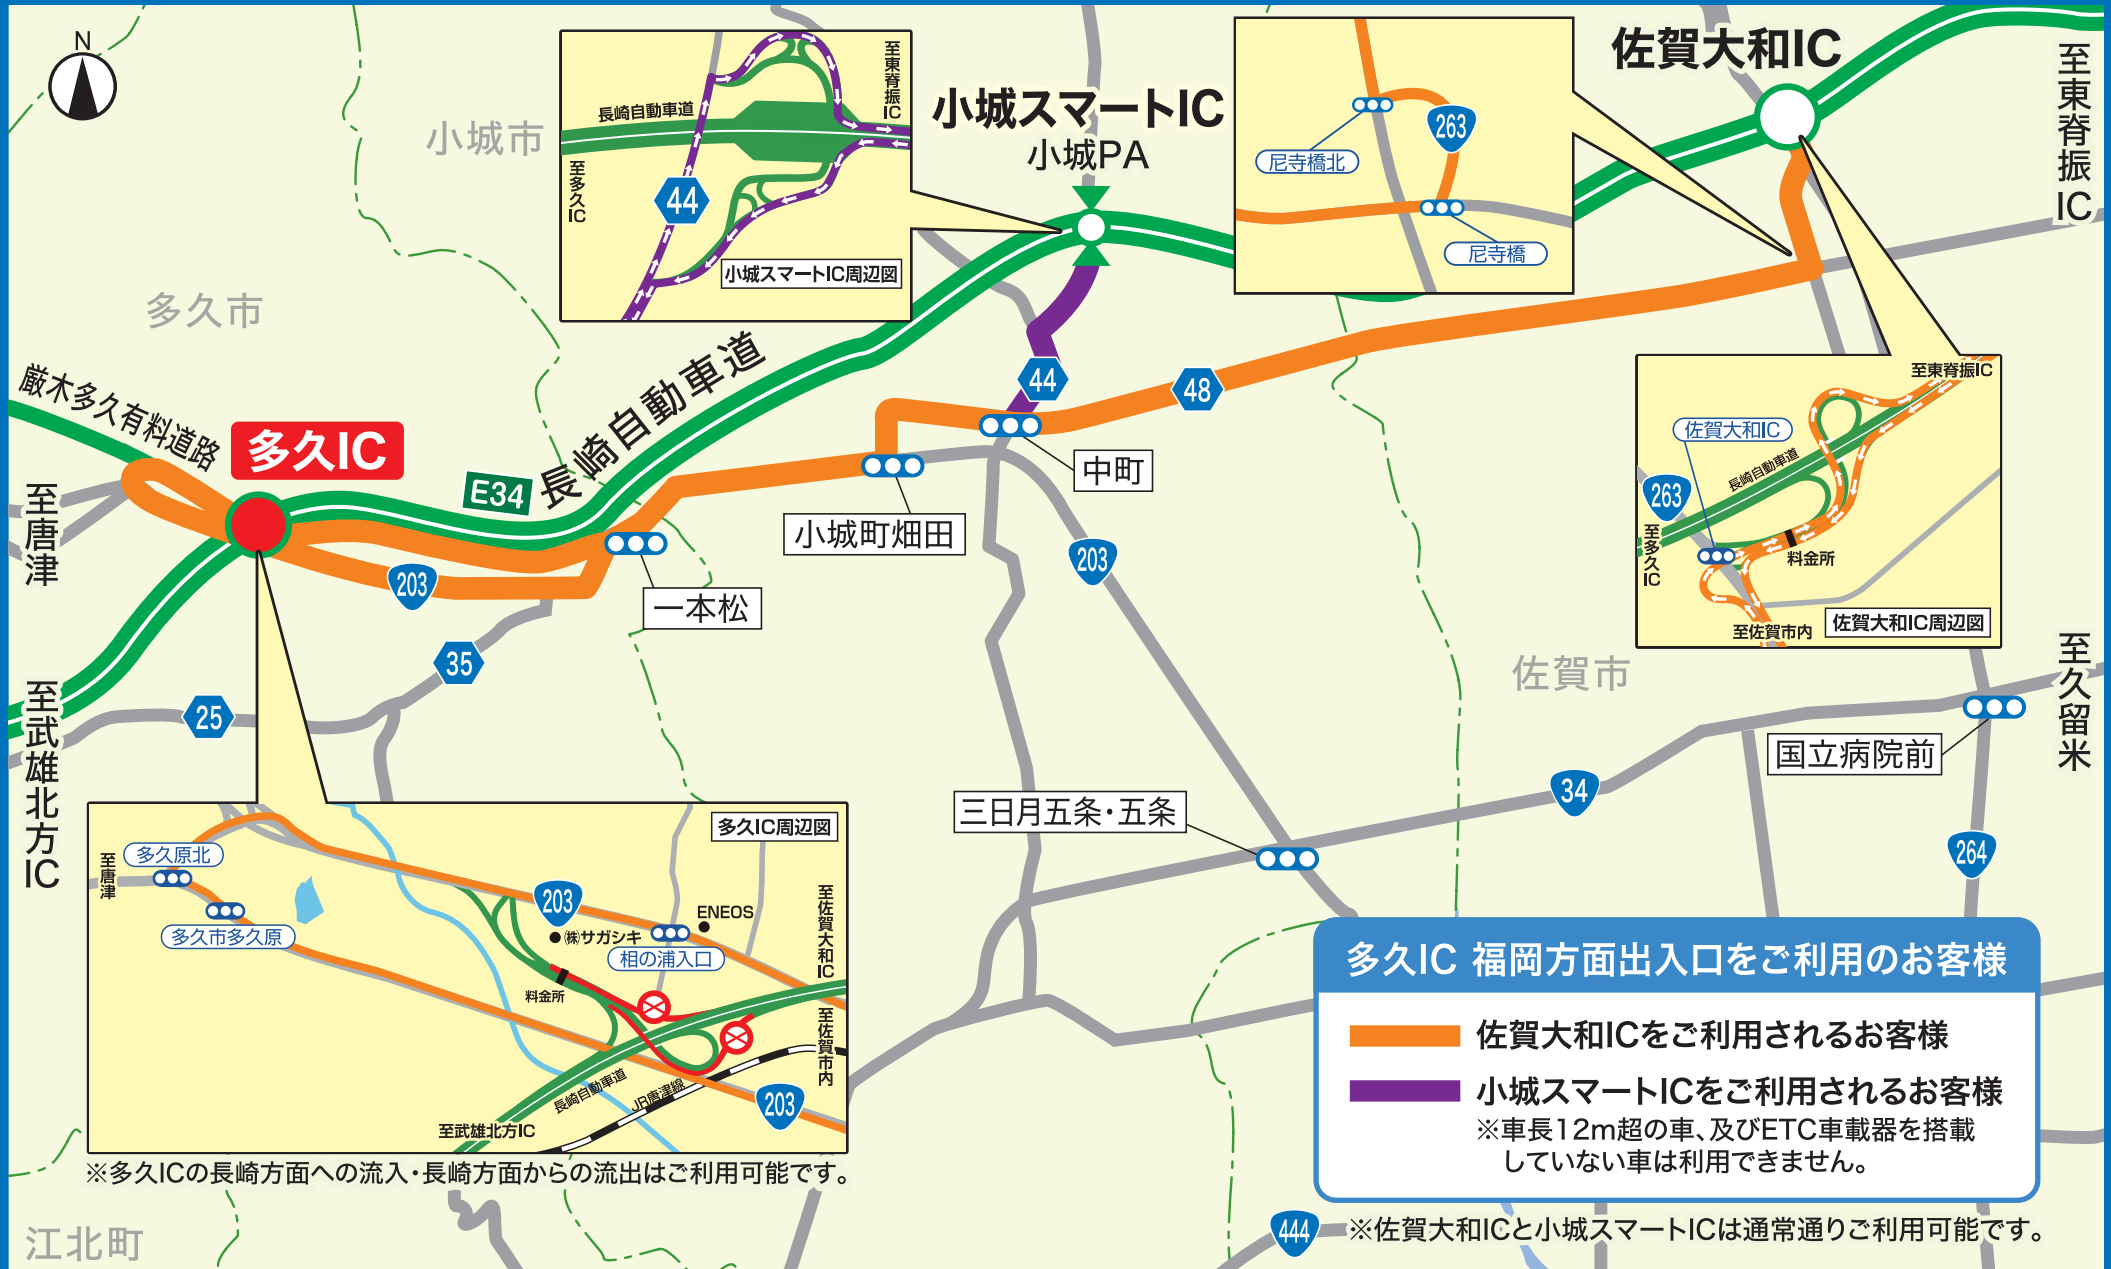 N
小城市
多久市
佐賀市
江北町
小城スマートIC
小城PA
佐賀大和IC
至東脊振IC
至久留米
至唐津
至武雄北方IC
厳木多久有料道路
多久IC
E34
長崎自動車道
44
48
203
203
35
25
34
264
444
中町
小城町畑田
一本松
三日月五条・五条
国立病院前
長崎自動車道
至東脊振IC
至多久IC
44
小城スマートIC周辺図
263
尼寺橋北
尼寺橋
至東脊振IC
佐賀大和IC
長崎自動車道
263
至多久IC
料金所
至佐賀市内
佐賀大和IC周辺図
多久IC周辺図
至唐津
多久原北
多久市多久原
203
ENEOS
㈱サガシキ
相の浦入口
料金所
至佐賀大和IC
至佐賀市内
長崎自動車道
JR唐津線
203
至武雄北方IC
※多久ICの長崎方面への流入・長崎方面からの流出はご利用可能です。
多久IC 福岡方面出入口をご利用のお客様
佐賀大和ICをご利用されるお客様
小城スマートICをご利用されるお客様
※車長12m超の車、及びETC車載器を搭載
していない車は利用できません。
※佐賀大和ICと小城スマートICは通常通りご利用可能です。